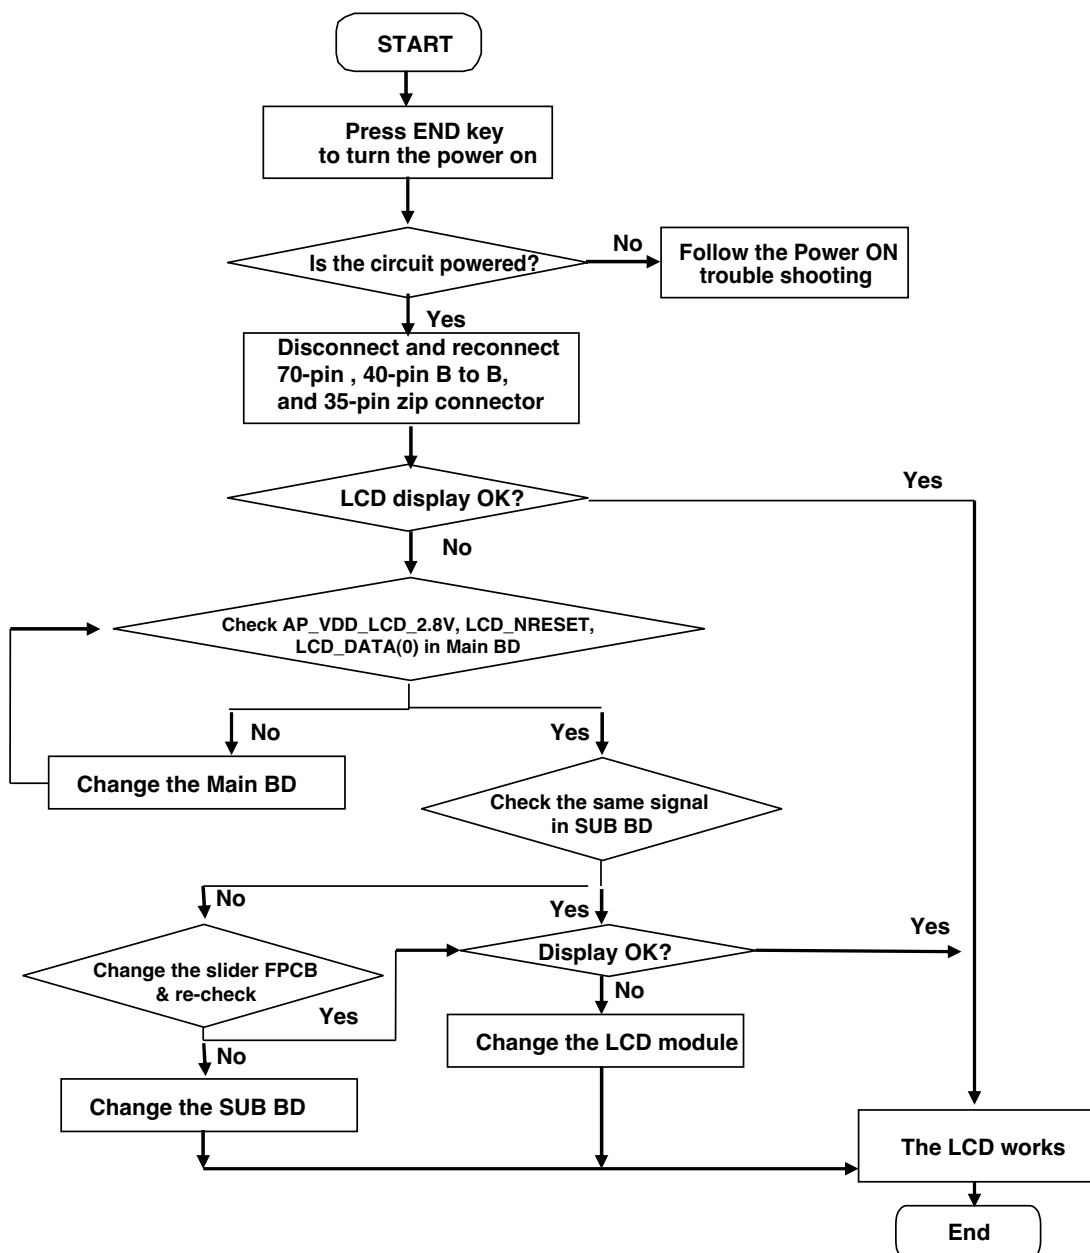 START
Press END key
to turn the power on
Is the circuit powered?
No
Follow the Power ON
trouble shooting
Yes
Disconnect and reconnect
70-pin , 40-pin B to B,
and 35-pin zip connector
LCD display OK?
Yes
No
Check AP_VDD_LCD_2.8V, LCD_NRESET,
LCD_DATA(0) in Main BD
No
Yes
Change the Main BD
Check the same signal
in SUB BD
No
Yes
Yes
Display OK?
Change the slider FPCB
& re-check
Yes
No
Change the LCD module
No
Change the SUB BD
The LCD works
End